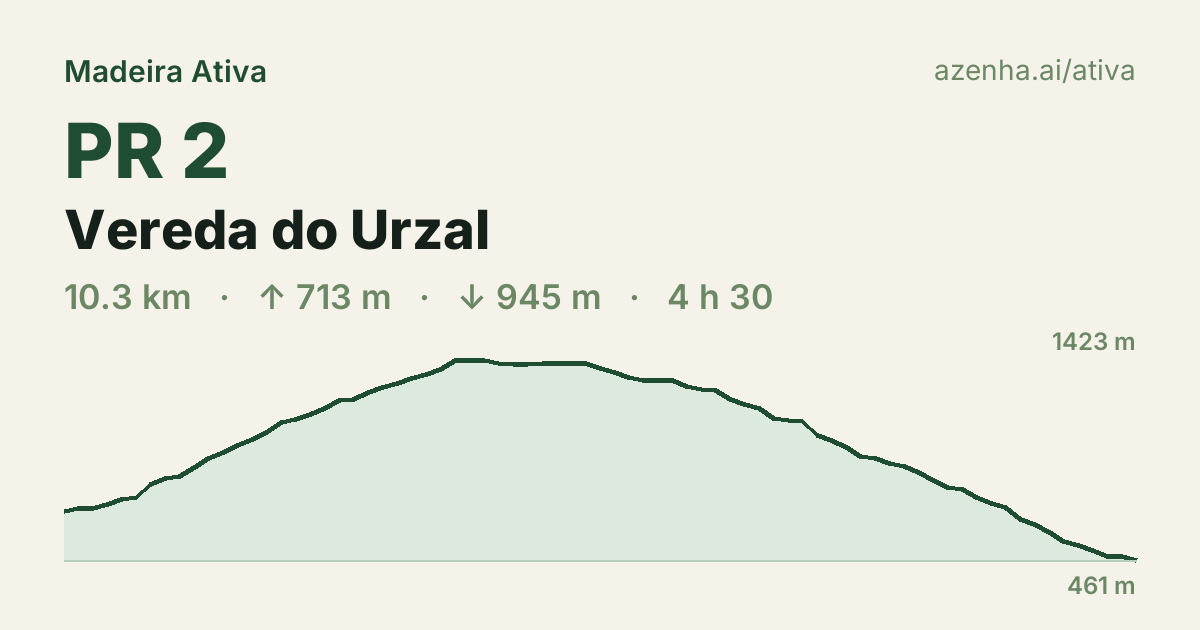 Madeira Ativa
azenha.ai/ativa
PR 2
Vereda do Urzal
10.3 km · ↑ 713 m · ↓ 945 m · 4 h 30
1423 m
461 m